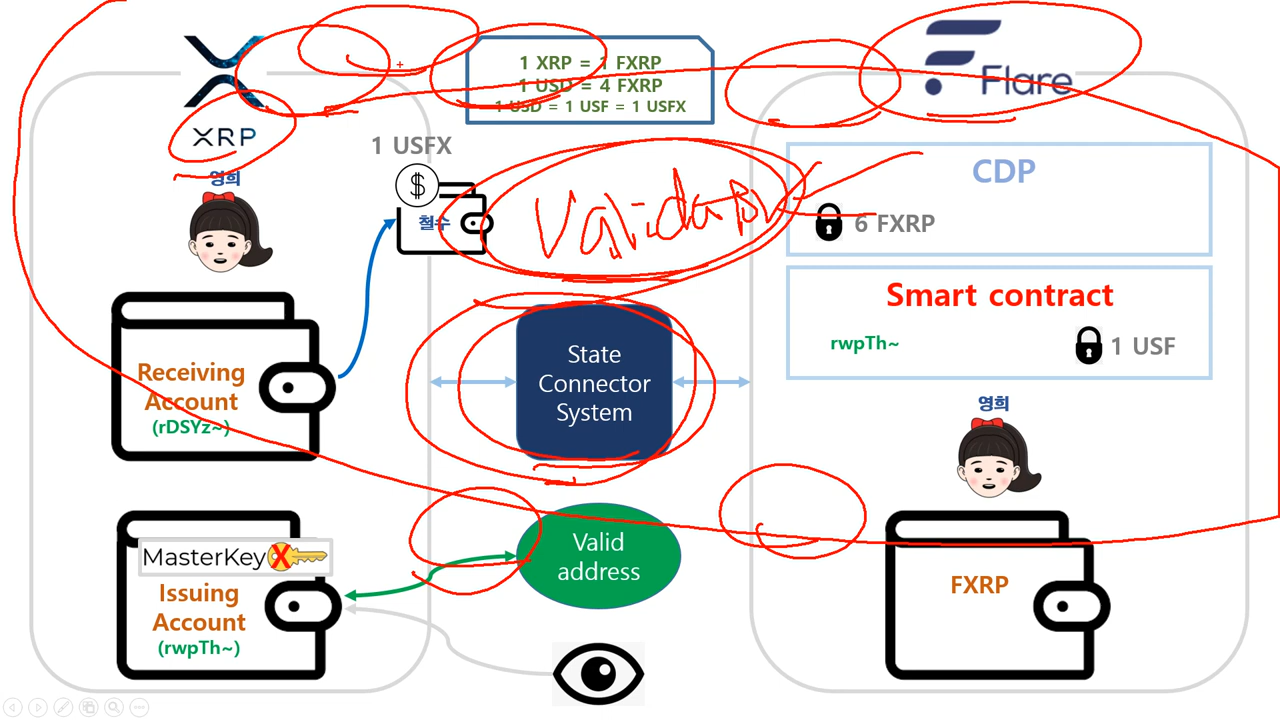 1 XRP = 1 FXRP
1 USD = 4 FXRP
1 USD = 1 USF = 1 USFX
XRP
영희
1 USFX
$
철수
Validator
Receiving
Account
(rDSYz~)
MasterKey X
Issuing
Account
(rwpTh~)
State
Connector
System
Valid
address
Flare
CDP
6 FXRP
Smart contract
rwpTh~
1 USF
영희
FXRP